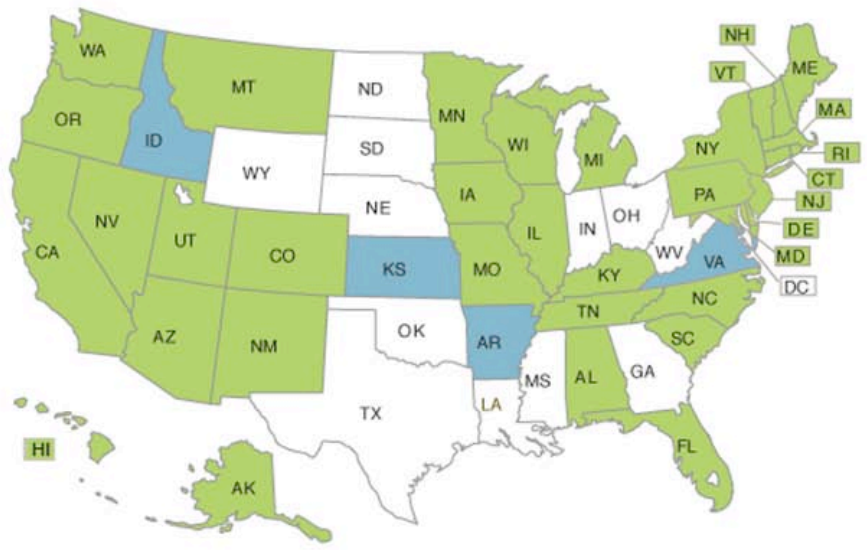 NH
WA
VT
ME
MT
ND
MA
OR
MN
ID
SD
WI
NY
RI
MI
WY
CT
PA
IA
NE
NJ
NV
OH
DE
IN
UT
IL
CA
CO
WV
MD
KS
MO
VA
KY
DC
NC
TN
OK
AZ
NM
AR
SC
MS
AL
GA
LA
TX
FL
HI
AK